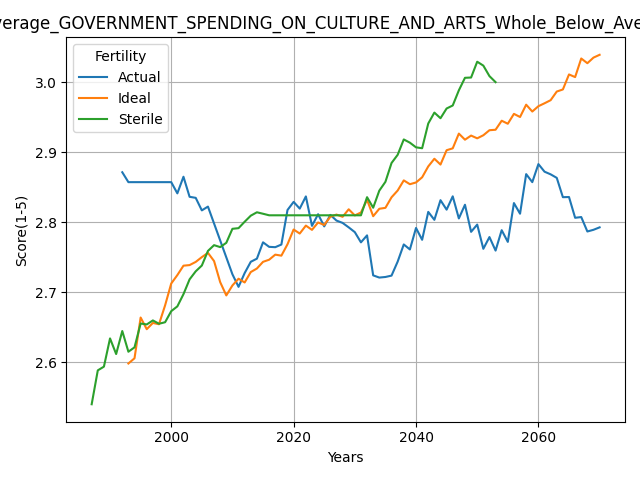 verage_GOVERNMENT_SPENDING_ON_CULTURE_AND_ARTS_Whole_Below_Ave
Fertility
Actual
Ideal
Sterile
Score(1-5)
3.0
2.9
2.8
2.7
2.6
2000 2020 2040 2060
Years